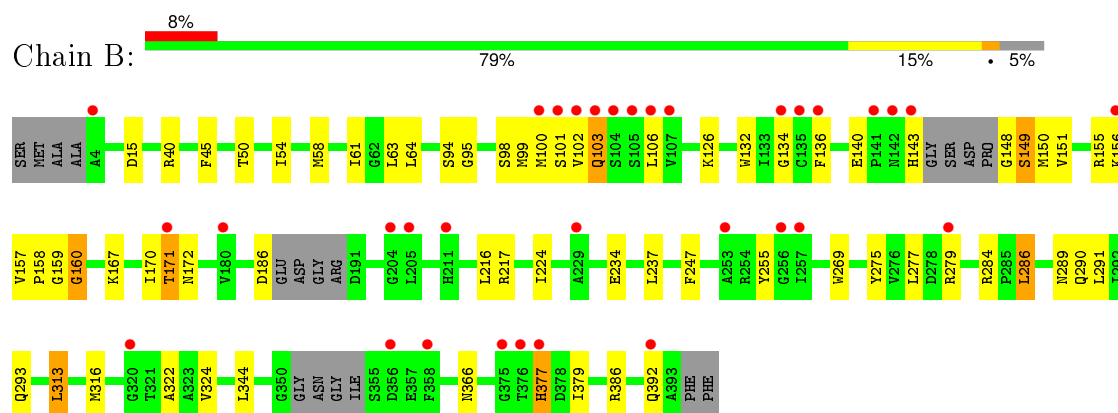 8%
Chain B:
79% 15% • 5%
SER MET ALA ALA A4 D15 R40 F45 T50 I54 M58 I61 G62 L63 L64 S94 G95 S98 M99 M100 S101 V102 Q103 S104 S105 L106 V107 K126 W132 I133 G134 C135 F136 E140 P141 N142 H143 GLY SER ASP PRO G148 S149 M150 V151 R155 K156
V157 P158 G159 G160 K167 I170 T171 N172 V180 D186 GLU ASP GLY ARG D191 G204 L205 H211 L216 R217 I224 A229 E234 L237 F247 A253 R254 Y255 G256 I257 W269 Y275 V276 L277 D278 R279 R284 P285 L286 N289 Q290 L291
Q293 L313 M316 G320 T321 A322 A323 V324 L344 G350 GLY ASN GLY ILE S355 D356 E357 F358 N366 G375 T376 H377 D378 I379 R386 Q392 A393 PHE PHE